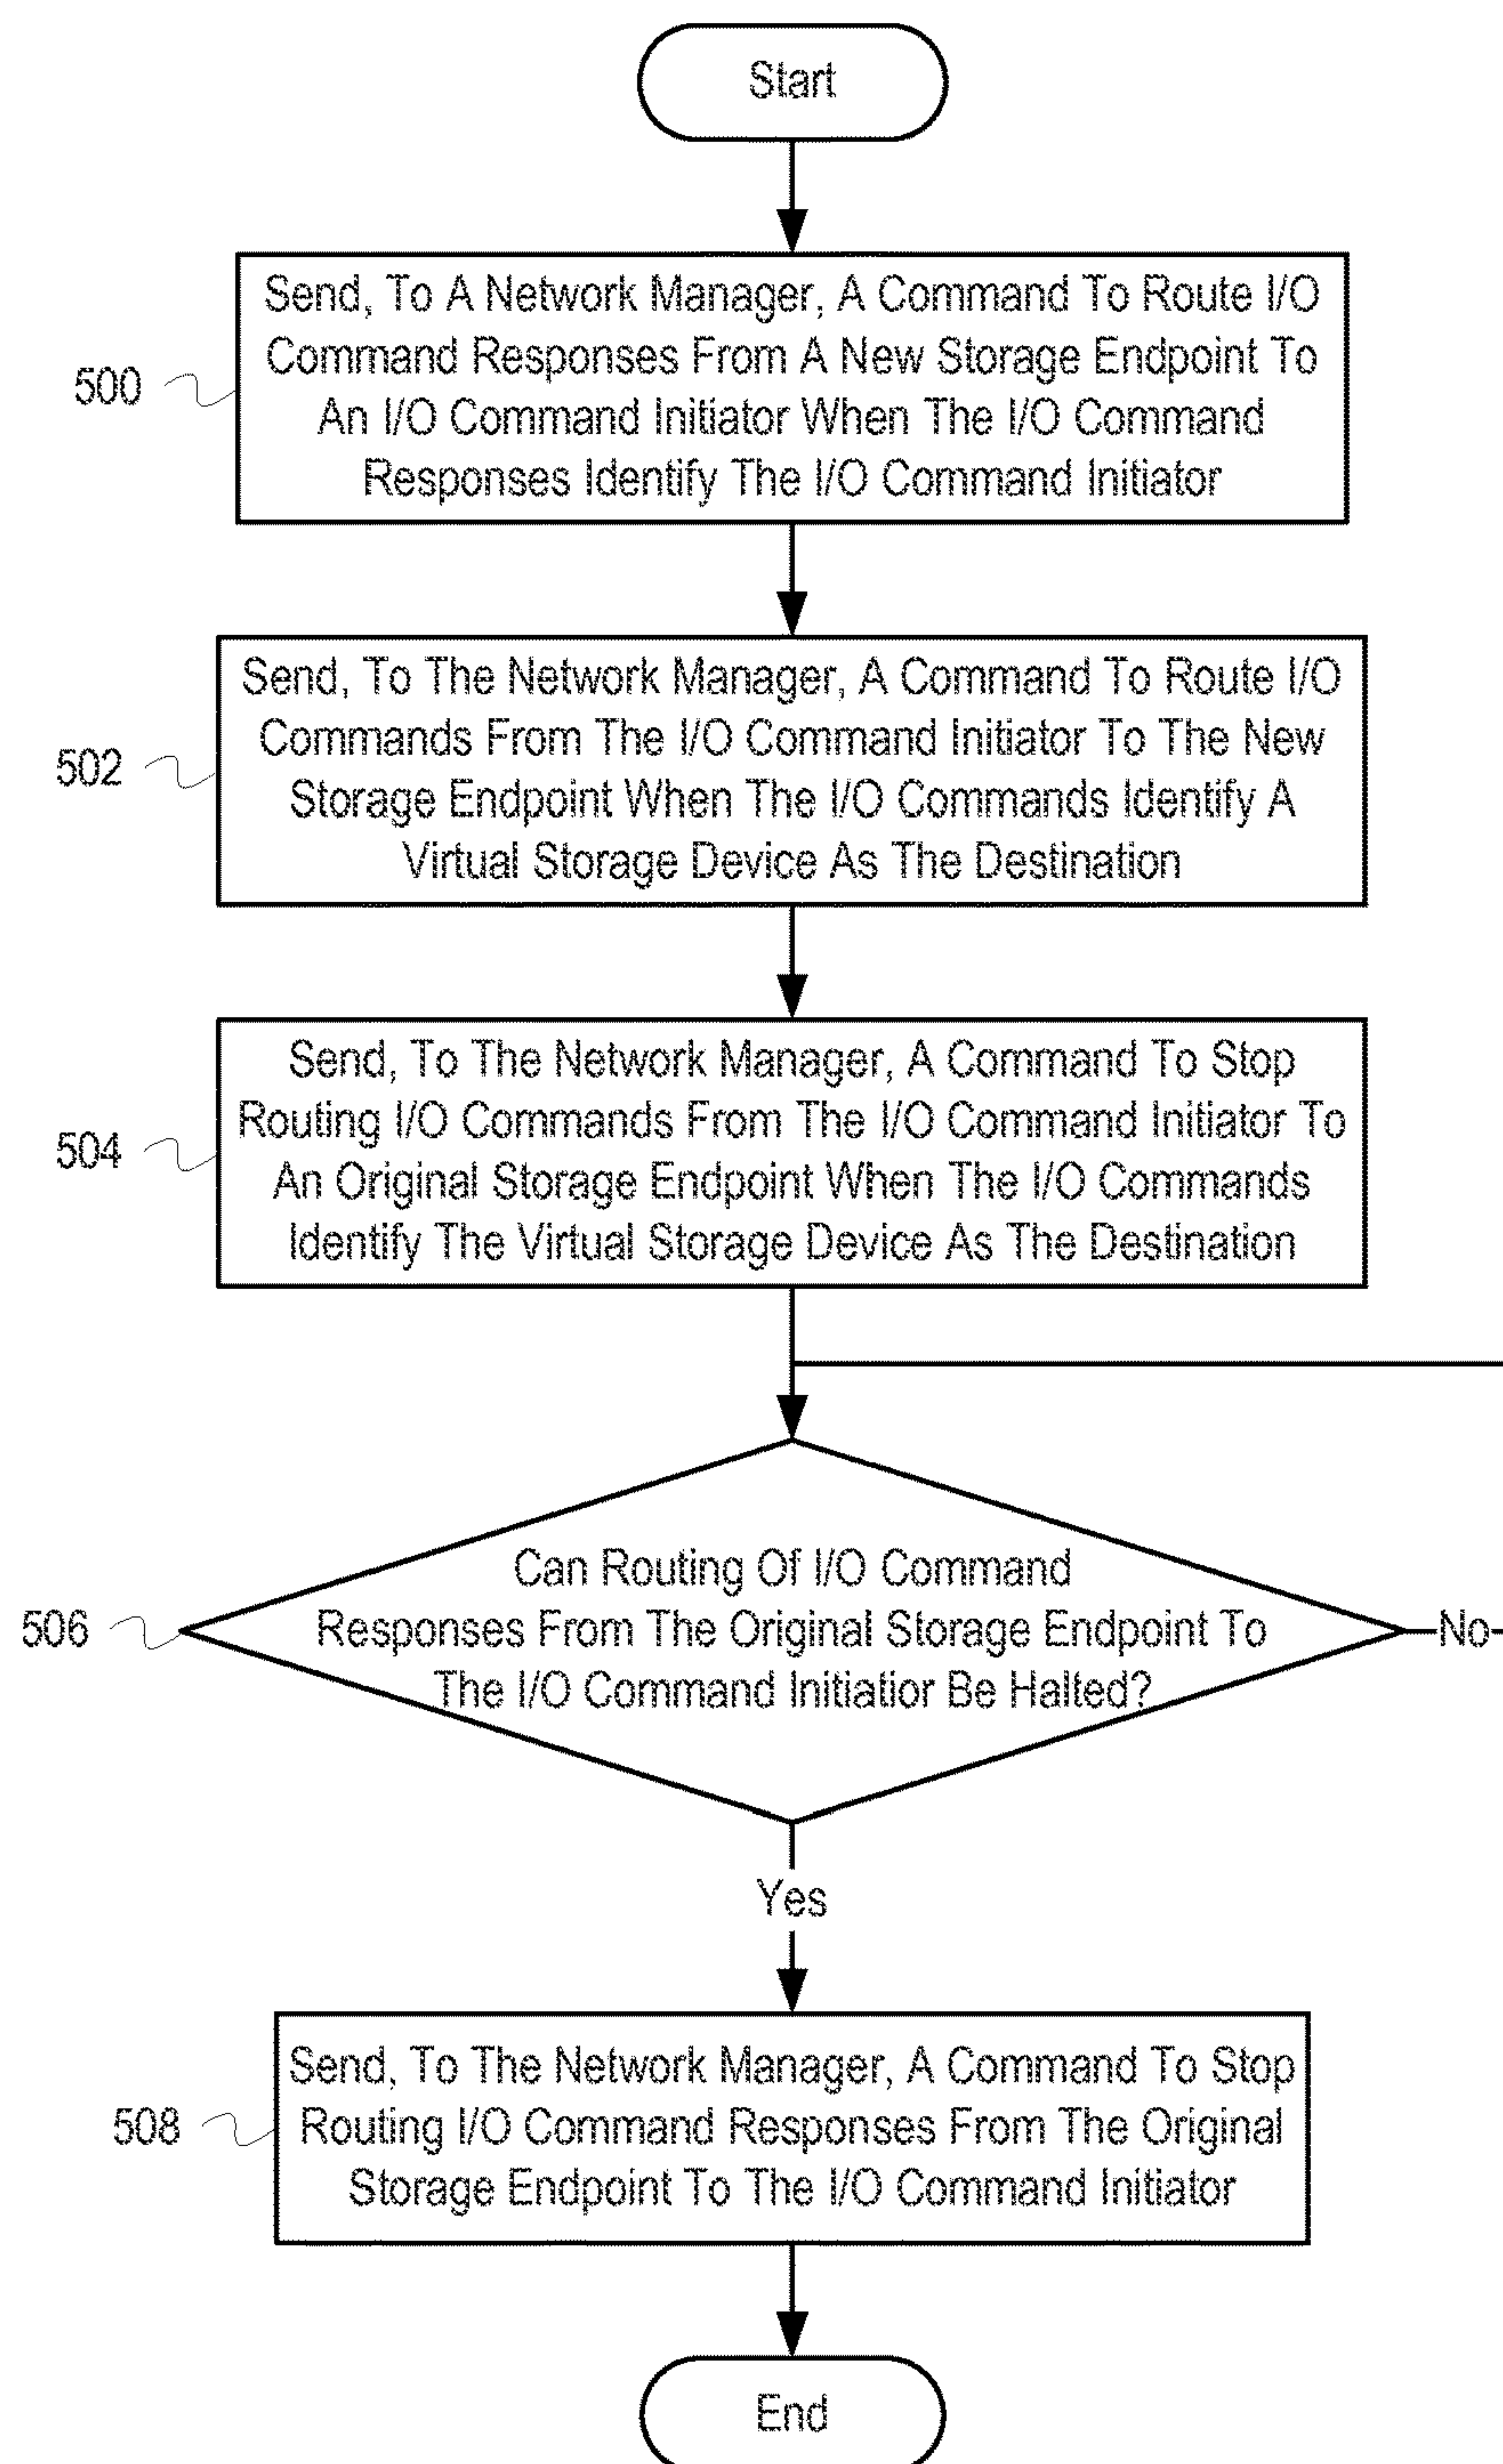 Start
Send, To A Network Manager, A Command To Route I/O
Command Responses From A New Storage Endpoint To
An I/O Command Initiator When The I/O Command
Responses Identify The I/O Command Initiator
500
Send, To The Network Manager, A Command To Route I/O
Commands From The I/O Command Initiator To The New
Storage Endpoint When The I/O Commands Identify A
Virtual Storage Device As The Destination
502
Send, To The Network Manager, A Command To Stop
Routing I/O Commands From The I/O Command Initiator To
An Original Storage Endpoint When The I/O Commands
Identify The Virtual Storage Device As The Destination
504
Can Routing Of I/O Command
Responses From The Original Storage Endpoint To
The I/O Command Initiatior Be Halted?
506
No
Yes
Send, To The Network Manager, A Command To Stop
Routing I/O Command Responses From The Original
Storage Endpoint To The I/O Command Initiator
508
End